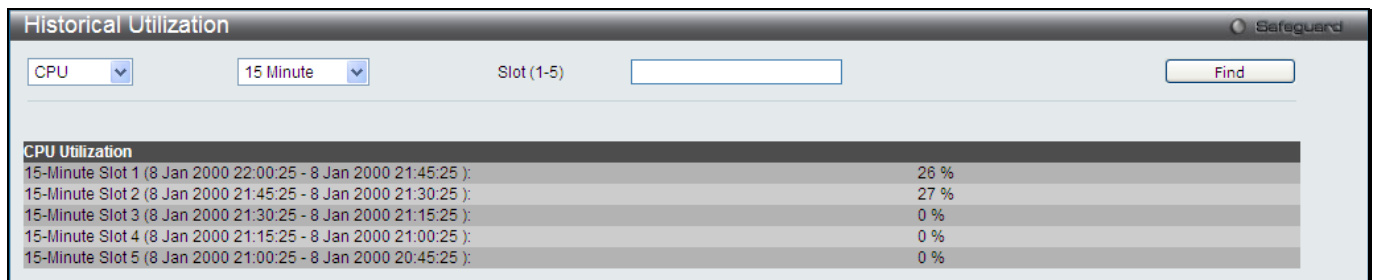 Historical Utilization
Safeguard
CPU 15 Minute Slot (1-5) Find
CPU Utilization
15-Minute Slot 1 (8 Jan 2000 22:00:25 - 8 Jan 2000 21:45:25 ): 26 %
15-Minute Slot 2 (8 Jan 2000 21:45:25 - 8 Jan 2000 21:30:25 ): 27 %
15-Minute Slot 3 (8 Jan 2000 21:30:25 - 8 Jan 2000 21:15:25 ): 0 %
15-Minute Slot 4 (8 Jan 2000 21:15:25 - 8 Jan 2000 21:00:25 ): 0 %
15-Minute Slot 5 (8 Jan 2000 21:00:25 - 8 Jan 2000 20:45:25 ): 0 %